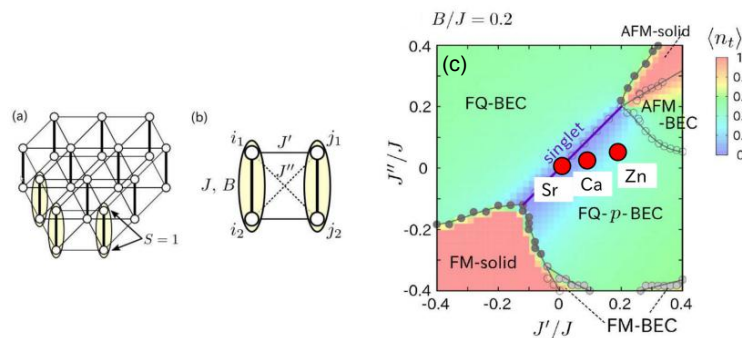 B/J = 0.2
(a)
S = 1
(b)
i₁ J′ j₁
J″
J, B
i₂ j₂
(c)
AFM-solid
⟨nₜ⟩
FQ-BEC
AFM
-BEC
singlet
Sr
Ca
Zn
FQ-p-BEC
FM-solid
FM-BEC
J″/J
0.4
0.2
0
-0.2
-0.4
-0.4 -0.2 0 0.2 0.4
J′/J
1
0